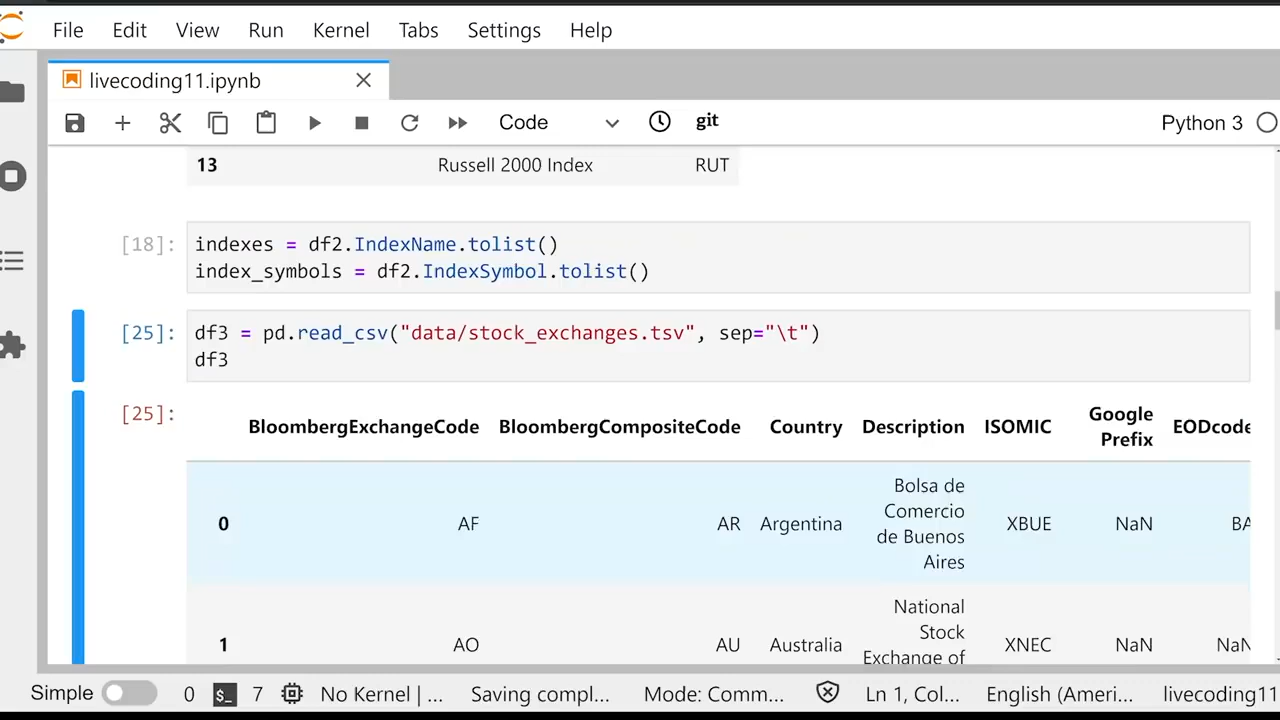 File Edit View Run Kernel Tabs Settings Help
livecoding11.ipynb
Code git Python 3
13 Russell 2000 Index RUT
[18]: indexes = df2.IndexName.tolist()
index_symbols = df2.IndexSymbol.tolist()
[25]: df3 = pd.read_csv("data/stock_exchanges.tsv", sep="\t")
df3
[25]:
BloombergExchangeCode BloombergCompositeCode Country Description ISOMIC Google Prefix EODcode
0 AF AR Argentina Bolsa de Comercio de Buenos Aires XBUE NaN BA
1 AO AU Australia National Stock Exchange of XNEC NaN NaN
Simple 0 $_ 7 No Kernel | ... Saving compl... Mode: Comm... Ln 1, Col... English (Ameri... livecoding11